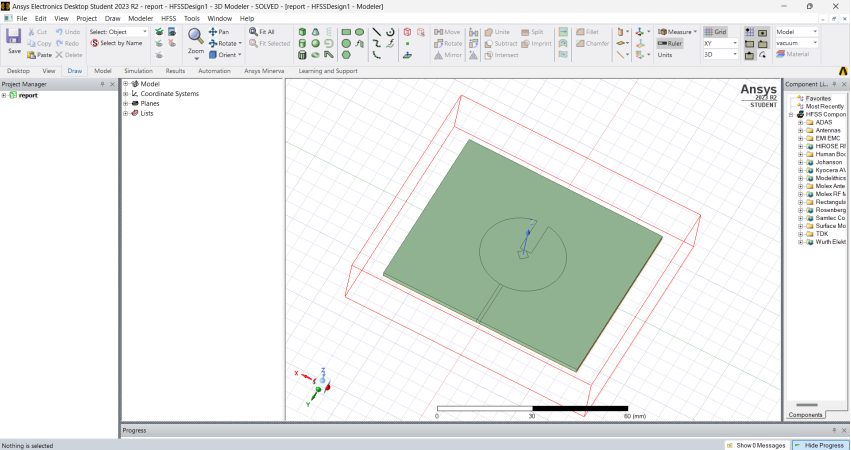 Ansys Electronics Desktop Student 2023 R2 - report - HFSSDesign1 - 3D Modeler - SOLVED - [report - HFSSDesign1 - Modeler]
File Edit View Project Draw Modeler HFSS Tools Window Help
Save
Cut
Copy
Paste
Undo
Redo
Delete
Select: Object
Select by Name
Zoom
Pan
Rotate
Orient
Fit All
Fit Selected
Move
Rotate
Mirror
Unite
Subtract
Intersect
Split
Imprint
Fillet
Chamfer
Measure
Ruler
Units
Grid
XY
3D
Model
vacuum
Material
Desktop View Draw Model Simulation Results Automation Ansys Minerva Learning and Support
Project Manager
report
Model
Coordinate Systems
Planes
Lists
Ansys
2023 R2
STUDENT
X
Y
Z
0 30 60 (mm)
Component Li...
Favorites
Most Recently
HFSS Compon
ADAS
Antennas
EMI EMC
HIROSE RI
Human Boc
Johanson
Kyocera AV
Modelithics
Molex Ante
Molex RF M
Rectangula
Rosenberg
Samtec Co
Surface Mo
TDK
Wurth Elekt
Components
Progress
Nothing is selected
Show 0 Messages
Hide Progress